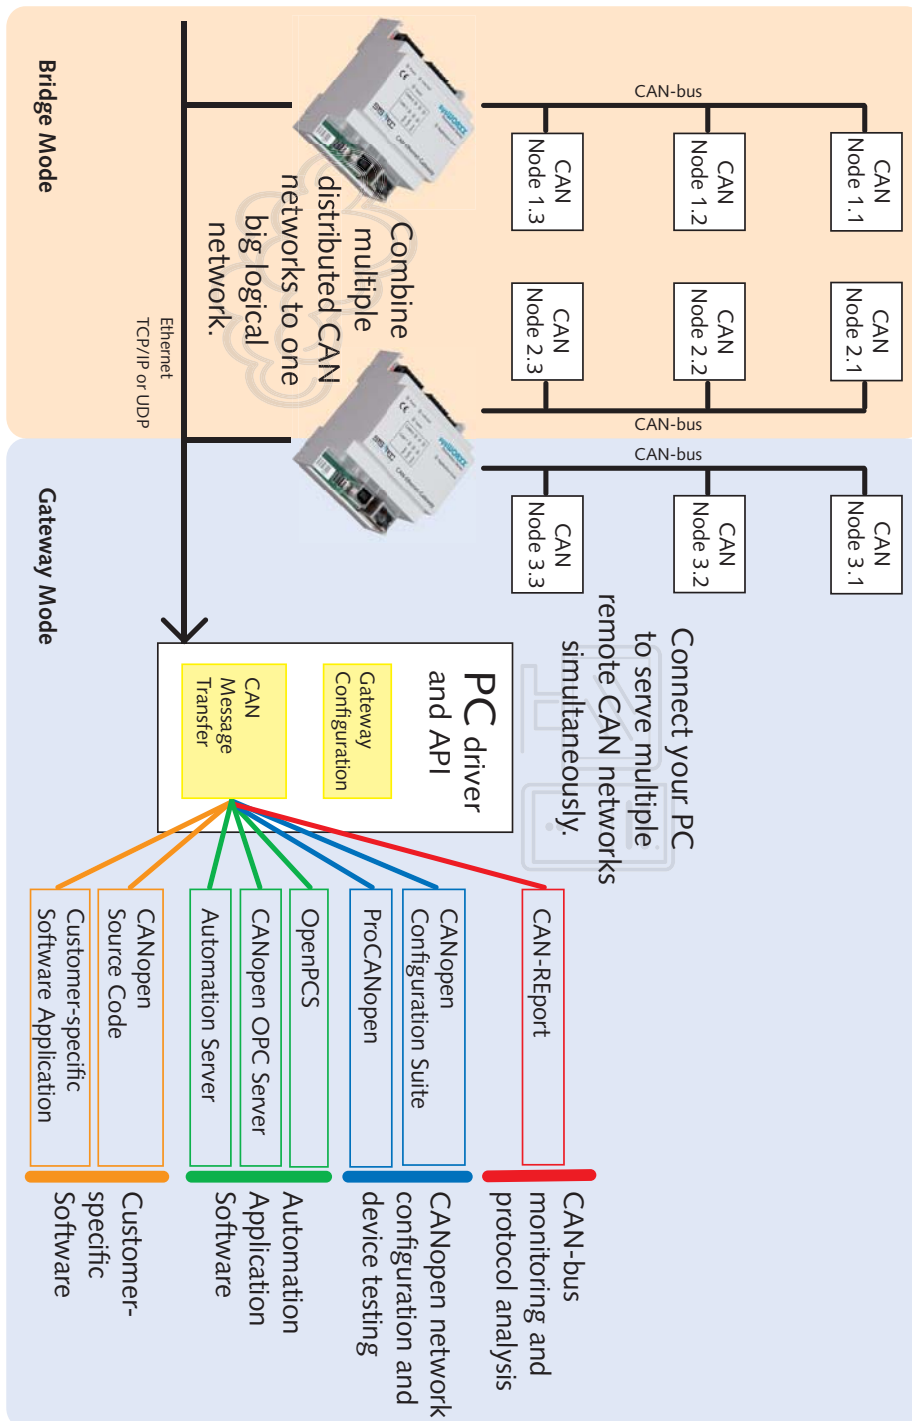 Bridge Mode
CAN-bus
CAN
Node 1.1
CAN
Node 1.2
CAN
Node 1.3
CAN
Node 2.1
CAN
Node 2.2
CAN
Node 2.3
CAN-bus
Combine
multiple
distributed CAN
networks to one
big logical
network.
Ethernet
TCP/IP or UDP
Gateway Mode
CAN-bus
CAN
Node 3.1
CAN
Node 3.2
CAN
Node 3.3
Connect your PC
to serve multiple
remote CAN networks
simultaneously.
PC driver
and API
Gateway
Configuration
CAN
Message
Transfer
CAN-REport
CAN-bus
monitoring and
protocol analysis
CANopen
Configuration Suite
ProCANopen
CANopen network
configuration and
device testing
OpenPCS
CANopen OPC Server
Automation Server
Automation
Application
Software
CANopen
Source Code
Customer-specific
Software Application
Customer-
specific
Software